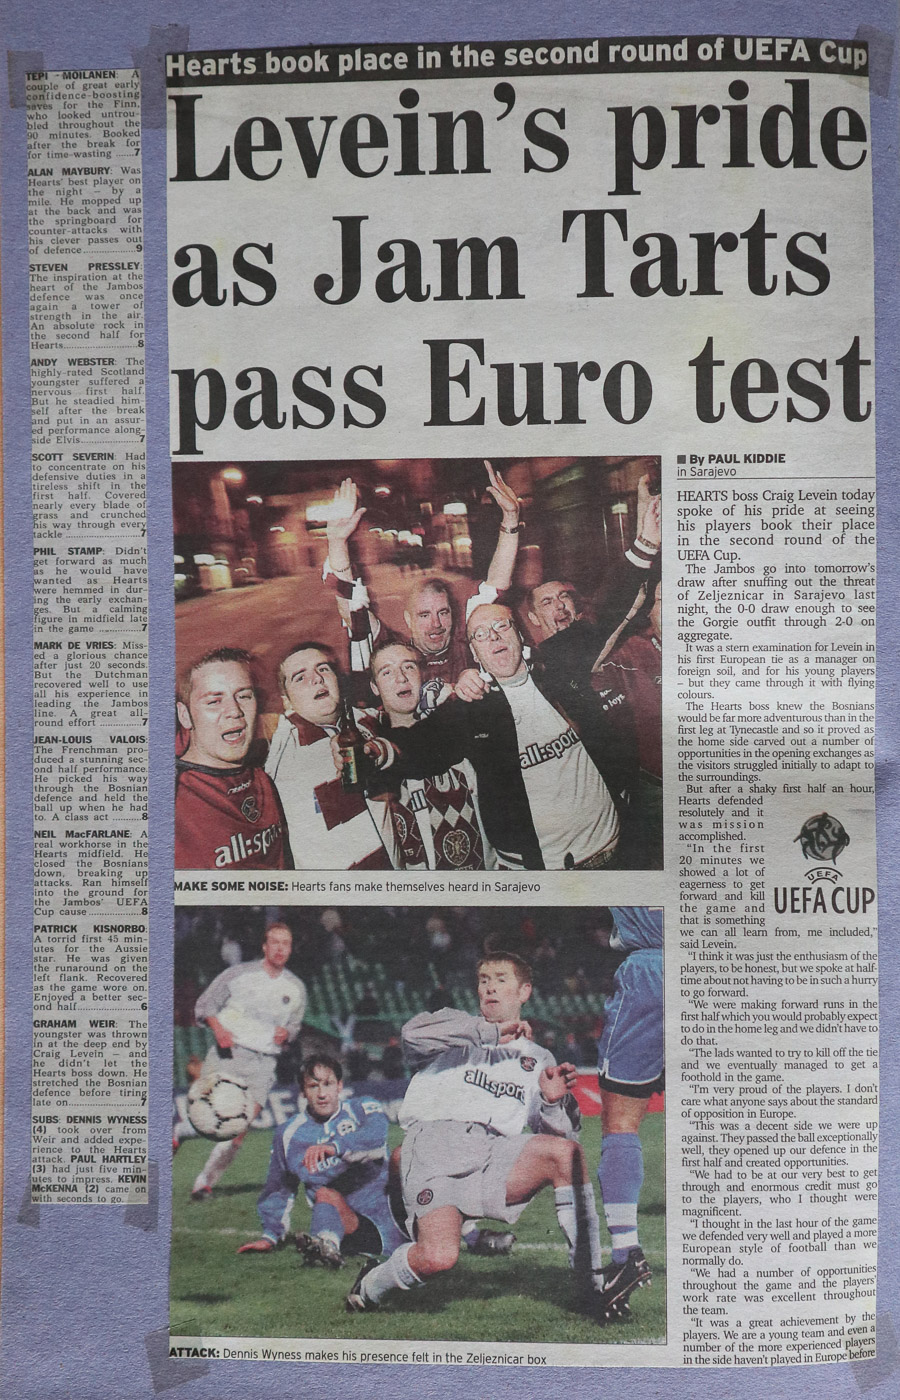 TEPI MOILANEN: A
couple of great early
confidence-boosting
saves for the Finn,
who looked untrou-
bled throughout the
90 minutes. Booked
after the break for
for time-wasting ......7
ALAN MAYBURY: Was
Hearts' best player on
the night – by a
mile. He mopped up
at the back and was
the springboard for
counter-attacks with
his clever passes out
of defence..................9
STEVEN PRESSLEY:
The inspiration at the
heart of the Jambos
defence was once
again a tower of
strength in the air.
An absolute rock in
the second half for
Hearts.......................8
ANDY WEBSTER: The
highly-rated Scotland
youngster suffered a
nervous first half.
But he steadied him-
self after the break
and put in an assur-
ed performance along-
side Elvis....................7
SCOTT SEVERIN: Had
to concentrate on his
defensive duties in a
tireless shift in the
first half. Covered
nearly every blade of
grass and crunched
his way through every
tackle.......................7
PHIL STAMP: Didn't
get forward as much
as he would have
wanted as Hearts
were hemmed in dur-
ing the early exchan-
ges. But a calming
figure in midfield late
in the game ..............7
MARK DE VRIES: Miss-
ed a glorious chance
after just 20 seconds.
But the Dutchman
recovered well to use
all his experience in
leading the Jambos
line. A great all-
round effort .............7
JEAN-LOUIS VALOIS:
The Frenchman pro-
duced a stunning sec-
ond half performance.
He picked his way
through the Bosnian
defence and held the
ball up when he had
to. A class act ..........8
NEIL MacFARLANE: A
real workhorse in the
Hearts midfield. He
closed the Bosnians
down, breaking up
attacks. Ran himself
into the ground for
the Jambos' UEFA
Cup cause.................8
PATRICK KISNORBO:
A torrid first 45 min-
utes for the Aussie
star. He was given
the runaround on the
left flank. Recovered
as the game wore on.
Enjoyed a better sec-
ond half....................6
GRAHAM WEIR: The
youngster was thrown
in at the deep end by
Craig Levein – and
he didn't let the
Hearts boss down. He
stretched the Bosnian
defence before tiring
late on......................7
SUBS: DENNIS WYNESS
(4) took over from
Weir and added expe-
rience to the Hearts
attack. PAUL HARTLEY
(3) had just five min-
utes to impress. KEVIN
McKENNA (2) came on
with seconds to go.
Hearts book place in the second round of UEFA Cup
Levein's pride
as Jam Tarts
pass Euro test
all:sport
all:spo
MAKE SOME NOISE: Hearts fans make themselves heard in Sarajevo
all:sport
ATTACK: Dennis Wyness makes his presence felt in the Zeljeznicar box
■ By PAUL KIDDIE
in Sarajevo
HEARTS boss Craig Levein today
spoke of his pride at seeing
his players book their place
in the second round of the
UEFA Cup.
The Jambos go into tomorrow's
draw after snuffing out the threat
of Zeljeznicar in Sarajevo last
night, the 0-0 draw enough to see
the Gorgie outfit through 2-0 on
aggregate.
It was a stern examination for Levein in
his first European tie as a manager on
foreign soil, and for his young players
– but they came through it with flying
colours.
The Hearts boss knew the Bosnians
would be far more adventurous than in the
first leg at Tynecastle and so it proved as
the home side carved out a number of
opportunities in the opening exchanges as
the visitors struggled initially to adapt to
the surroundings.
But after a shaky first half an hour,
Hearts defended
resolutely and it
was mission
accomplished.
"In the first
20 minutes we
showed a lot of
eagerness to get
forward and kill
the game and
that is something
we can all learn from, me included,"
said Levein.
UEFA
UEFA CUP
"I think it was just the enthusiasm of the
players, to be honest, but we spoke at half-
time about not having to be in such a hurry
to go forward.
"We were making forward runs in the
first half which you would probably expect
to do in the home leg and we didn't have to
do that.
"The lads wanted to try to kill off the tie
and we eventually managed to get a
foothold in the game.
"I'm very proud of the players. I don't
care what anyone says about the standard
of opposition in Europe.
"This was a decent side we were up
against. They passed the ball exceptionally
well, they opened up our defence in the
first half and created opportunities.
"We had to be at our very best to get
through and enormous credit must go
to the players, who I thought were
magnificent.
"I thought in the last hour of the game
we defended very well and played a more
European style of football than we
normally do.
"We had a number of opportunities
throughout the game and the players'
work rate was excellent throughout
the team.
"It was a great achievement by the
players. We are a young team and even a
number of the more experienced players
in the side haven't played in Europe before